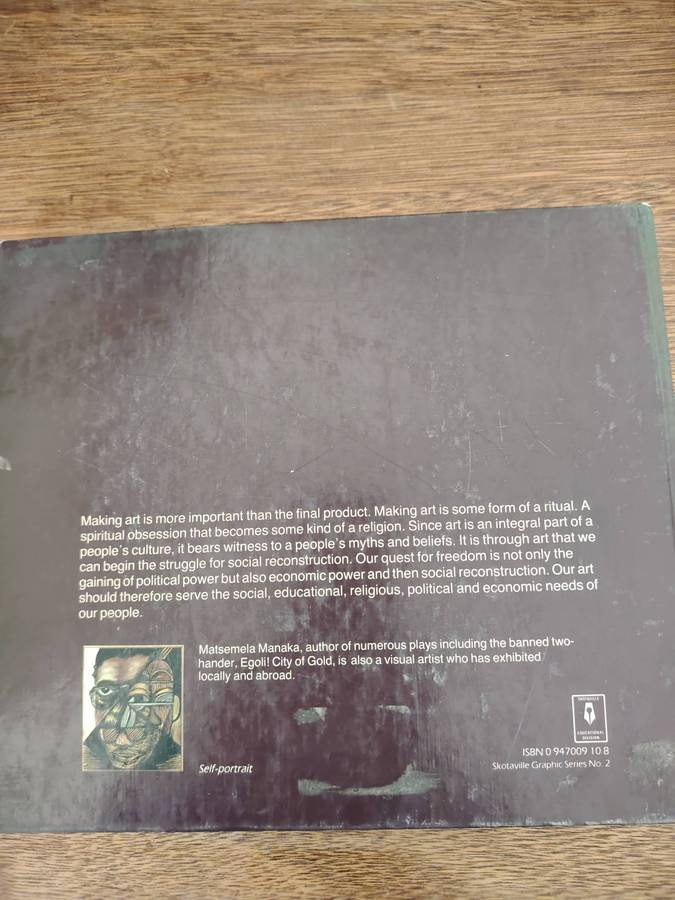 Making art is more important than the final product. Making art is some form of a ritual. A
spiritual obsession that becomes some kind of a religion. Since art is an integral part of a
people's culture, it bears witness to a people's myths and beliefs. It is through art that we
can begin the struggle for social reconstruction. Our quest for freedom is not only the
gaining of political power but also economic power and then social reconstruction. Our art
should therefore serve the social, educational, religious, political and economic needs of
our people.
Matsemela Manaka, author of numerous plays including the banned two-
hander, Egoli! City of Gold, is also a visual artist who has exhibited
locally and abroad.
Self-portrait
SKOTAVILLE
EDUCATIONAL
DIVISION
ISBN 0 947009 10 8
Skotaville Graphic Series No. 2